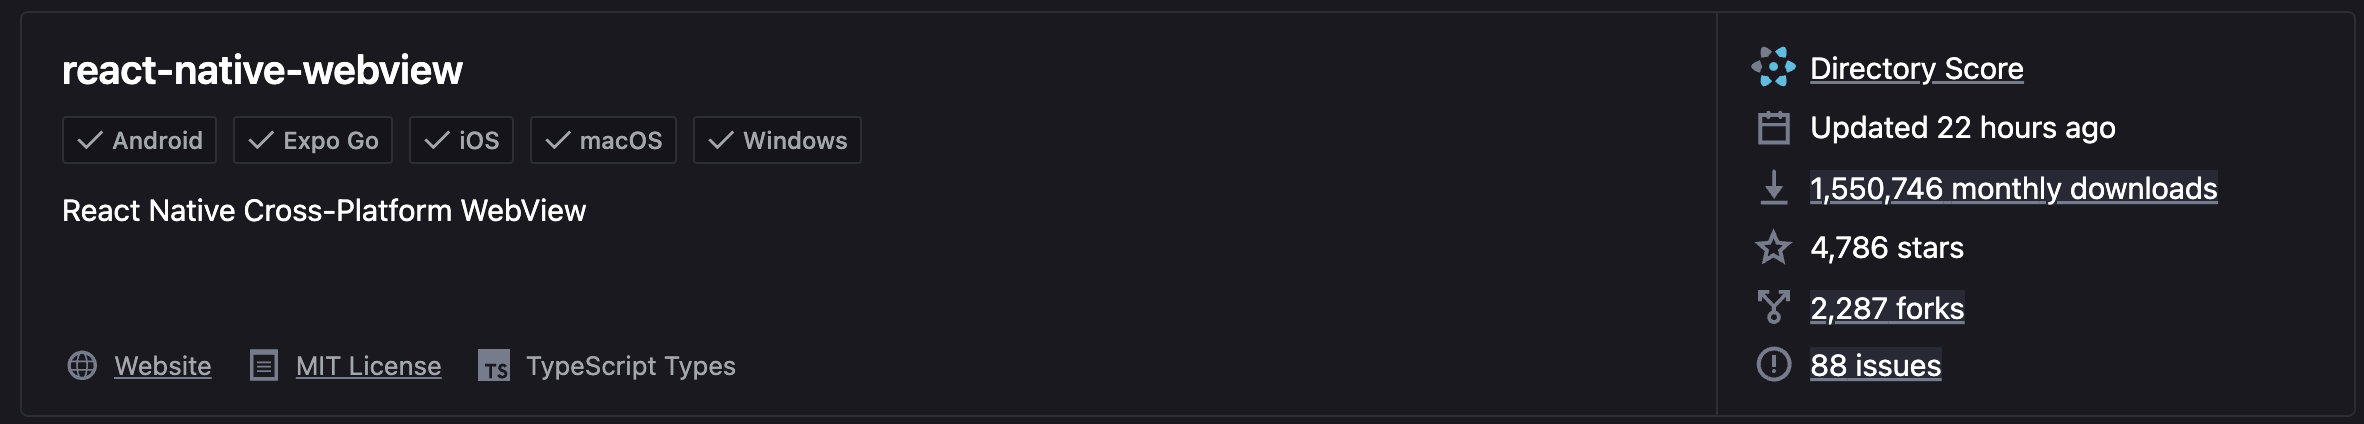 react-native-webview
Android
Expo Go
iOS
macOS
Windows
React Native Cross-Platform WebView
Website
MIT License
TS
TypeScript Types
Directory Score
Updated 22 hours ago
1,550,746 monthly downloads
4,786 stars
2,287 forks
88 issues